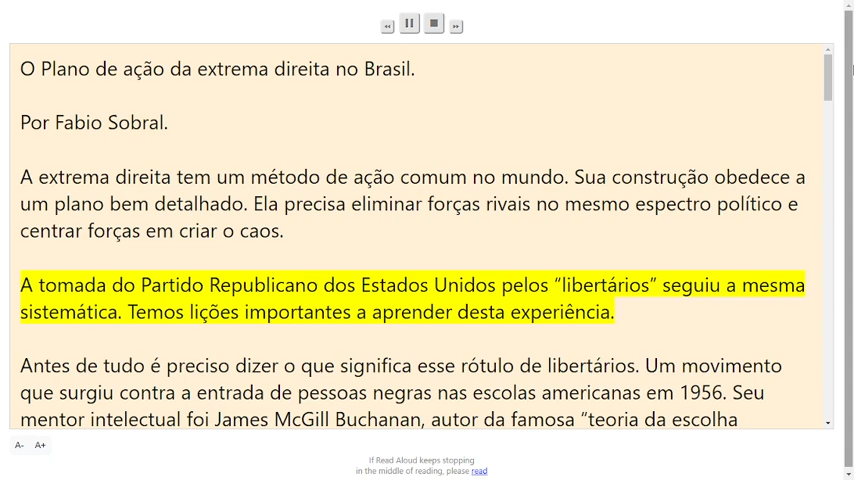 O Plano de ação da extrema direita no Brasil.
Por Fabio Sobral.
A extrema direita tem um método de ação comum no mundo. Sua construção obedece a
um plano bem detalhado. Ela precisa eliminar forças rivais no mesmo espectro político e
centrar forças em criar o caos.
A tomada do Partido Republicano dos Estados Unidos pelos “libertários” seguiu a mesma
sistemática. Temos lições importantes a aprender desta experiência.
Antes de tudo é preciso dizer o que significa esse rótulo de libertários. Um movimento
que surgiu contra a entrada de pessoas negras nas escolas americanas em 1956. Seu
mentor intelectual foi James McGill Buchanan, autor da famosa “teoria da escolha
A- A+
If Read Aloud keeps stopping
in the middle of reading, please read